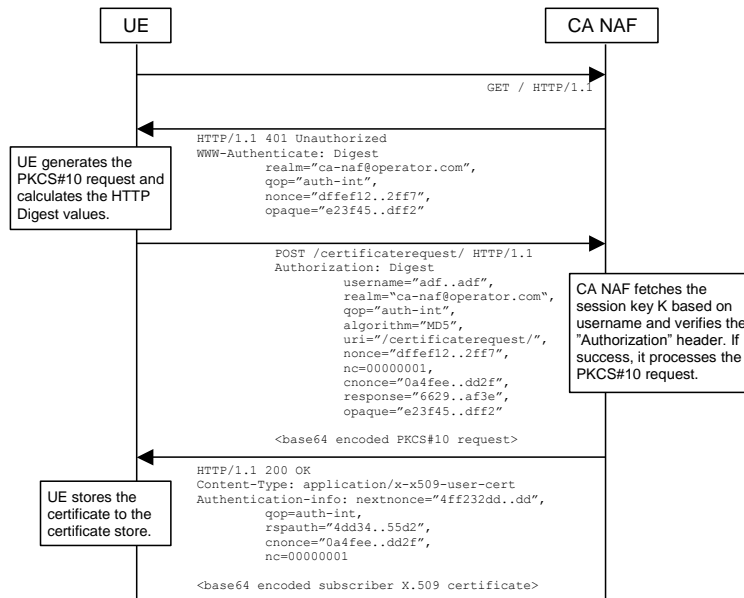 UE
CA NAF
GET / HTTP/1.1
HTTP/1.1 401 Unauthorized
WWW-Authenticate: Digest
realm="ca-naf@operator.com",
qop="auth-int",
nonce="dffef12..2ff7",
opaque="e23f45..dff2"
UE generates the
PKCS#10 request and
calculates the HTTP
Digest values.
POST /certificaterequest/ HTTP/1.1
Authorization: Digest
username="adf..adf",
realm="ca-naf@operator.com",
qop="auth-int",
algorithm="MD5",
uri="/certificaterequest/",
nonce="dffef12..2ff7",
nc=00000001,
cnonce="0a4fee..dd2f",
response="6629..af3e",
opaque="e23f45..dff2"
<base64 encoded PKCS#10 request>
CA NAF fetches the
session key K based on
username and verifies the
"Authorization" header. If
success, it processes the
PKCS#10 request.
HTTP/1.1 200 OK
Content-Type: application/x-x509-user-cert
Authentication-info: nextnonce="4ff232dd..dd",
qop=auth-int,
rspauth="4dd34..55d2",
cnonce="0a4fee..dd2f",
nc=00000001
<base64 encoded subscriber X.509 certificate>
UE stores the
certificate to the
certificate store.